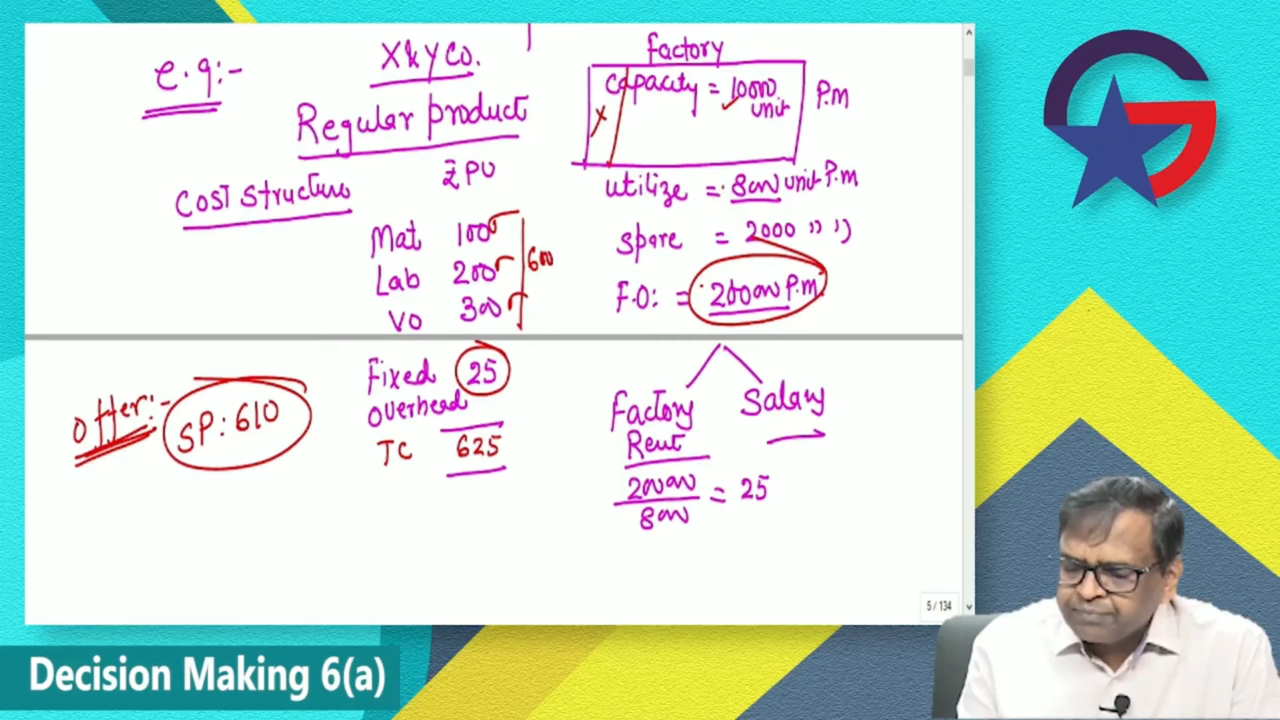 e.g:-
X & Y Co.
Regular product
Cost structure
₹ PU
Mat 100
Lab 200
VO 300
600
Fixed 25
overhead
TC 625
Offer:- SP: 610
factory
capacity = 10000
unit
P.m
X
utilize = 8000 unit P.m
spare = 2000 " "
F.O: = 200000 P.m
Factory Salary
Rent
200000
8000
= 25
5 / 134
Decision Making 6(a)
G